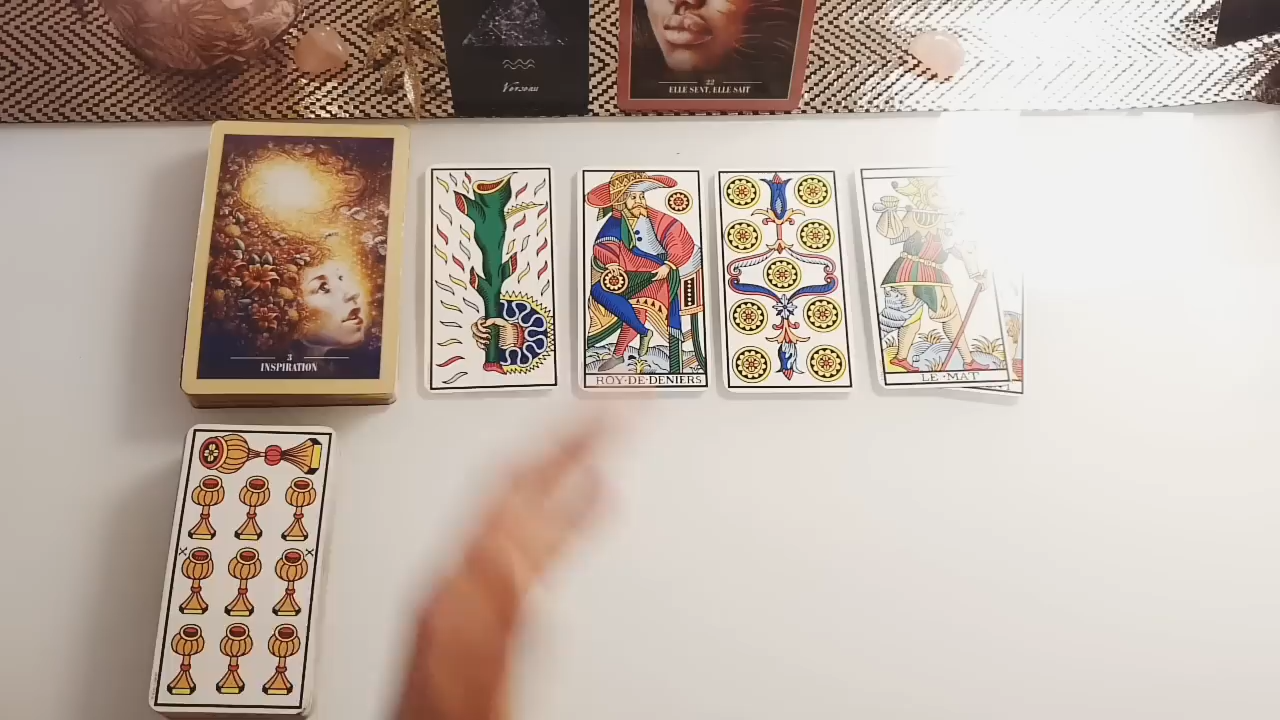 Verseau
22
ELLE SENT, ELLE SAIT
3
INSPIRATION
ROY·DE·DENIERS
LE·MAT
X
X